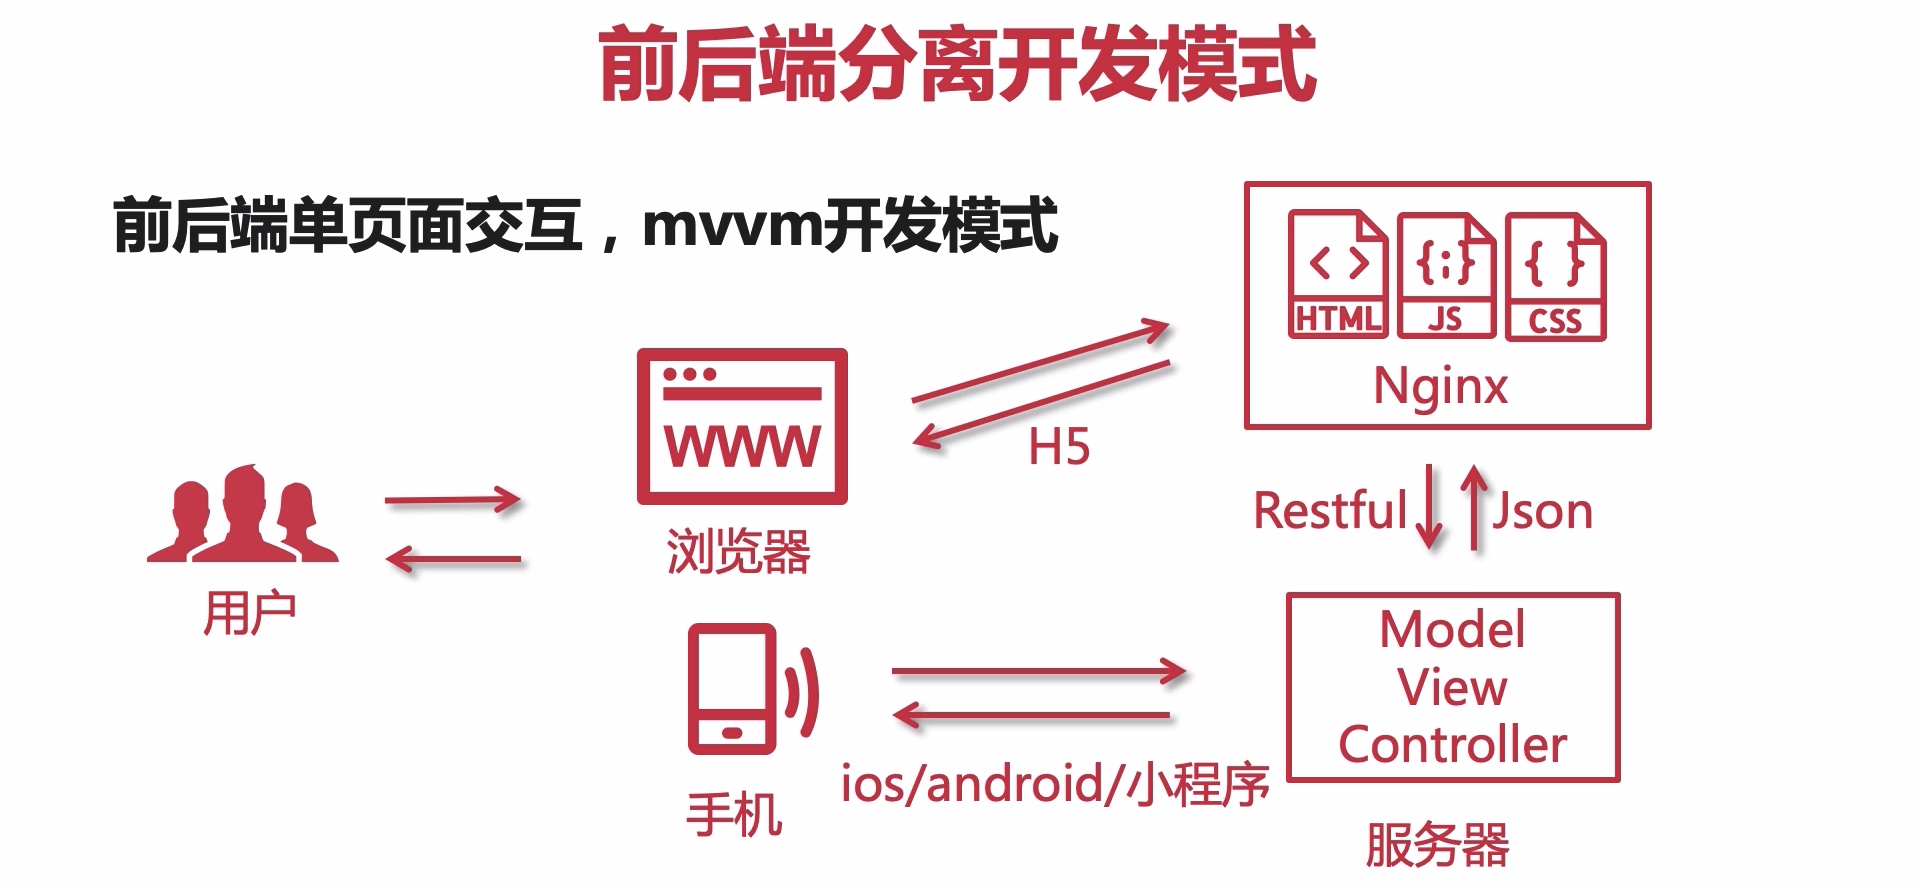 前后端分离开发模式
前后端单页面交互，mvvm开发模式
HTML
JS
CSS
Nginx
WWW
浏览器
H5
Restful
Json
用户
手机
ios/android/小程序
Model
View
Controller
服务器